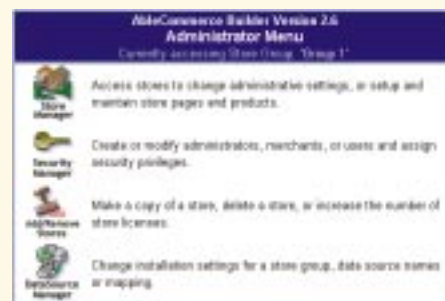 AbleCommerce Builder Version 2.6
Administrator Menu
Currently accessing Store Group: "Group 1"
Store
Manager
Access stores to change administrative settings, or setup and
maintain store pages and products.
Security
Manager
Create or modify administrators, merchants, or users and assign
security privileges.
Add/Remove
Stores
Make a copy of a store, delete a store, or increase the number of
store licenses.
DataSource
Manager
Change installation settings for a store group, data source names
or mapping.